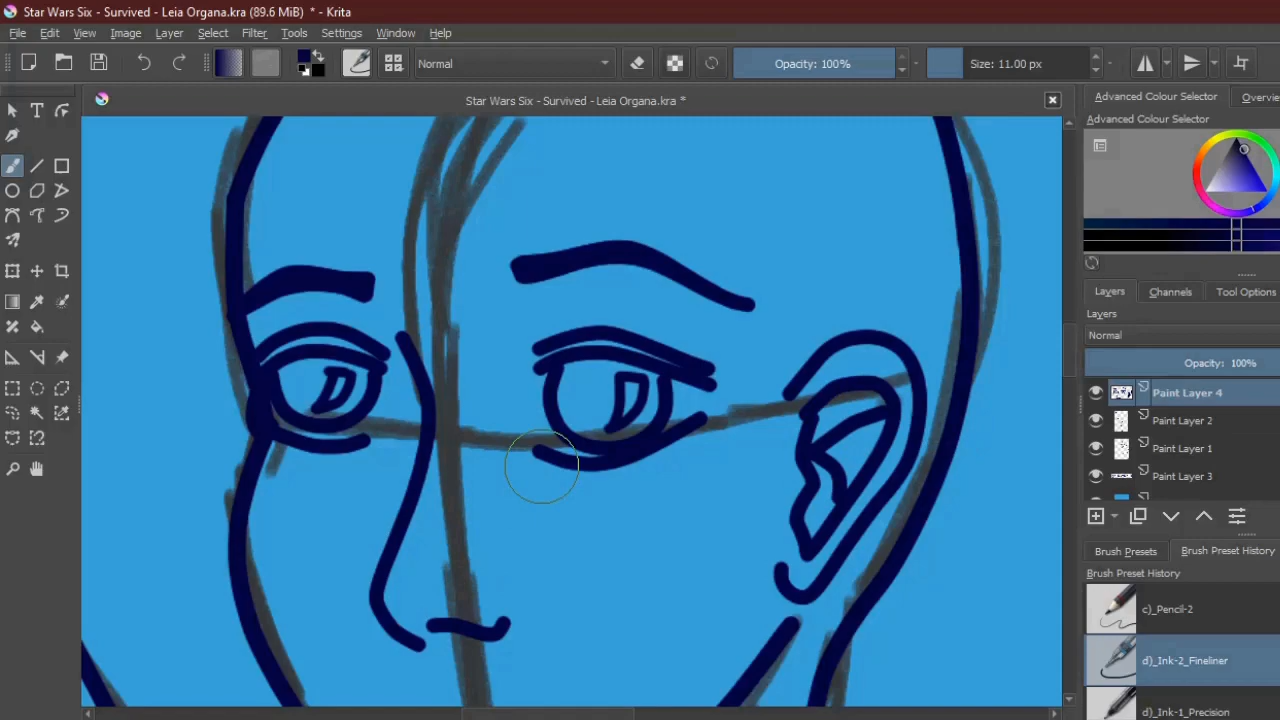 Star Wars Six - Survived - Leia Organa.kra (89.6 MiB)  * - Krita
File Edit View Image Layer Select Filter Tools Settings Window Help
Normal Opacity: 100% Size: 11.00 px
Star Wars Six - Survived - Leia Organa.kra *
Advanced Colour Selector Overvie
Advanced Colour Selector
Layers Channels Tool Options
Layers
Normal
Opacity: 100%
Paint Layer 4
Paint Layer 2
Paint Layer 1
Paint Layer 3
Brush Presets Brush Preset History
Brush Preset History
c)_Pencil-2
d)_Ink-2_Fineliner
d)_Ink-1_Precision